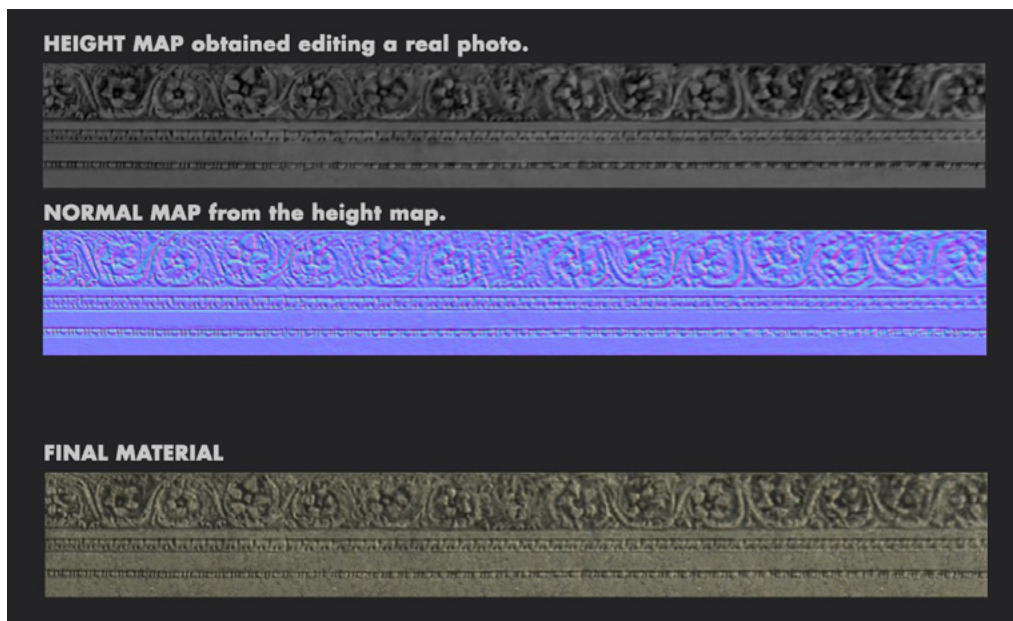 HEIGHT MAP obtained editing a real photo.
NORMAL MAP from the height map.
FINAL MATERIAL